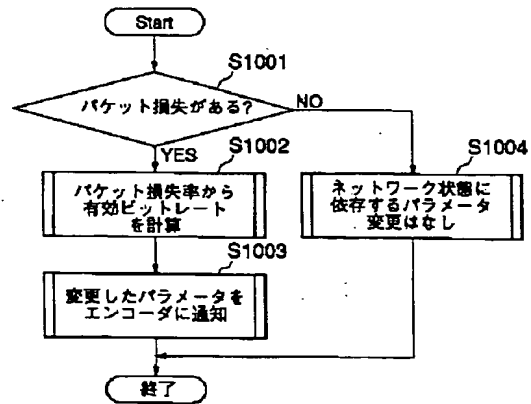 Start
S1001
パケット損失がある?
NO
YES
S1002
パケット損失率から
有効ビットレート
を計算
S1003
変更したパラメータを
エンコーダに通知
S1004
ネットワーク状態に
依存するパラメータ
変更はなし
終了